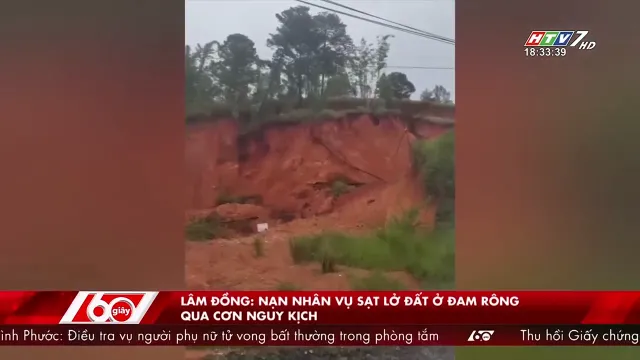 HTV7 HD
18:33:39
60 giây
LÂM ĐỒNG: NẠN NHÂN VỤ SẠT LỞ ĐẤT Ở ĐAM RÔNG
QUA CƠN NGUY KỊCH
ình Phước: Điều tra vụ người phụ nữ tử vong bất thường trong phòng tắm 60 Thu hồi Giấy chứng